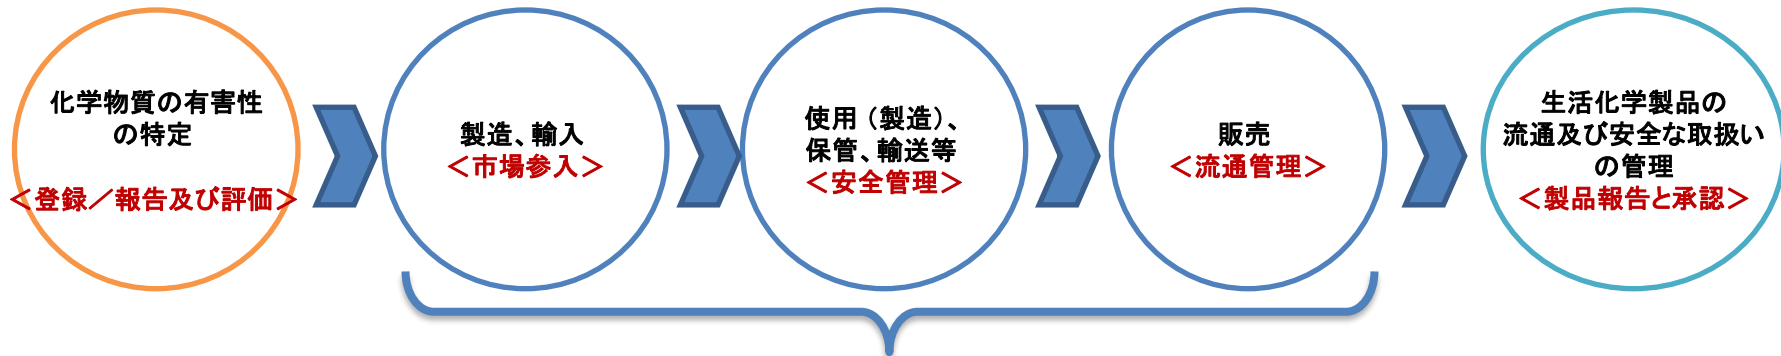 化学物質の有害性
の特定
<登録／報告及び評価>
製造、輸入
<市場参入>
使用（製造）、
保管、輸送等
<安全管理>
販売
<流通管理>
生活化学製品の
流通及び安全な取扱い
の管理
<製品報告と承認>